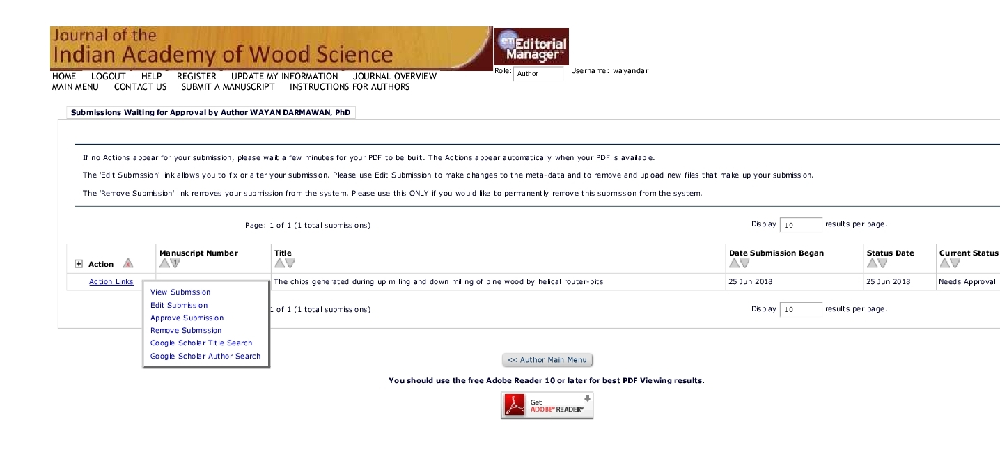 Journal of the
Indian Academy of Wood Science
em Editorial
Manager™
HOME LOGOUT HELP REGISTER UPDATE MY INFORMATION JOURNAL OVERVIEW
MAIN MENU CONTACT US SUBMIT A MANUSCRIPT INSTRUCTIONS FOR AUTHORS
Role: Author Username: wayandar
Submissions Waiting for Approval by Author WAYAN DARMAWAN, PhD
If no Actions appear for your submission, please wait a few minutes for your PDF to be built. The Actions appear automatically when your PDF is available.
The 'Edit Submission' link allows you to fix or alter your submission. Please use Edit Submission to make changes to the meta-data and to remove and upload new files that make up your submission.
The 'Remove Submission' link removes your submission from the system. Please use this ONLY if you would like to permanently remove this submission from the system.
Page: 1 of 1 (1 total submissions) Display 10 results per page.
Action Manuscript Number Title Date Submission Began Status Date Current Status
Action Links The chips generated during up milling and down milling of pine wood by helical router-bits 25 Jun 2018 25 Jun 2018 Needs Approval
View Submission
Edit Submission
Approve Submission
Remove Submission
Google Scholar Title Search
Google Scholar Author Search
1 of 1 (1 total submissions) Display 10 results per page.
<< Author Main Menu
You should use the free Adobe Reader 10 or later for best PDF Viewing results.
Get
ADOBE® READER®